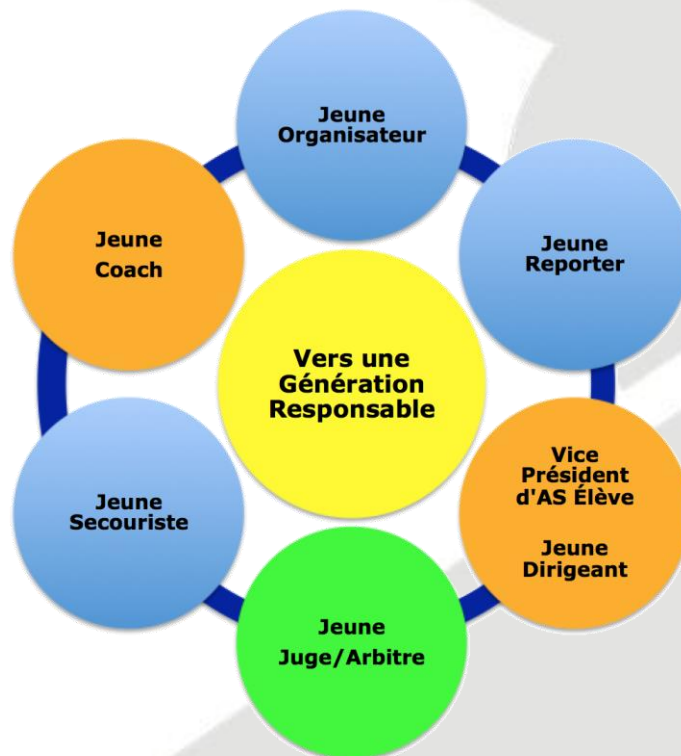 Jeune
Organisateur
Jeune
Coach
Jeune
Reporter
Vers une
Génération
Responsable
Vice
Président
d'AS Élève
Jeune
Dirigeant
Jeune
Secouriste
Jeune
Juge/Arbitre